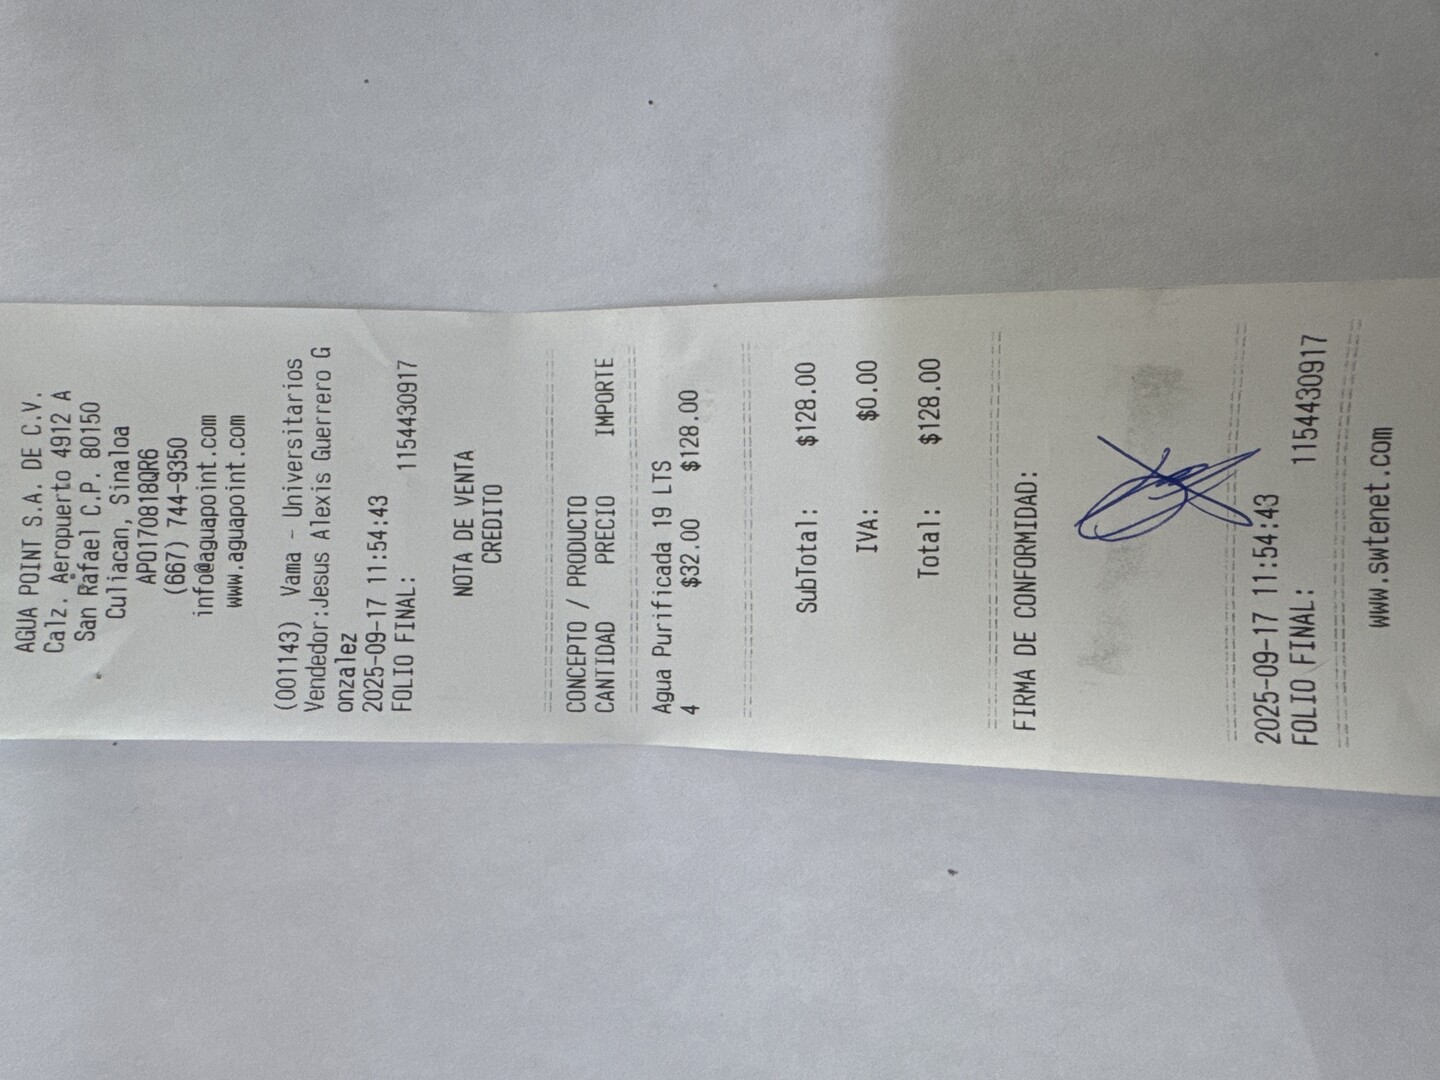 AGUA POINT S.A. DE C.V.
Calz. Aeropuerto 4912 A
San Rafael C.P. 80150
Culiacan, Sinaloa
APO170818QR6
(667) 744-9350
info@aguapoint.com
www.aguapoint.com
(001143) Vama - Universitarios
Vendedor:Jesus Alexis Guerrero G
onzalez
2025-09-17 11:54:43
FOLIO FINAL: 1154430917
NOTA DE VENTA
CREDITO
CONCEPTO / PRODUCTO
CANTIDAD PRECIO IMPORTE
Agua Purificada 19 LTS
4 $32.00 $128.00
SubTotal: $128.00
IVA: $0.00
Total: $128.00
FIRMA DE CONFORMIDAD:
2025-09-17 11:54:43
FOLIO FINAL: 1154430917
www.swtenet.com